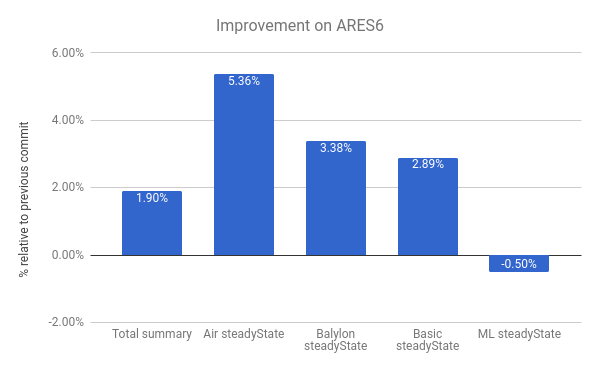 Improvement on ARES6
% relative to previous commit
6.00%
4.00%
2.00%
0.00%
-2.00%
1.90%
5.36%
3.38%
2.89%
-0.50%
Total summary
Air steadyState
Balylon
steadyState
Basic
steadyState
ML steadyState